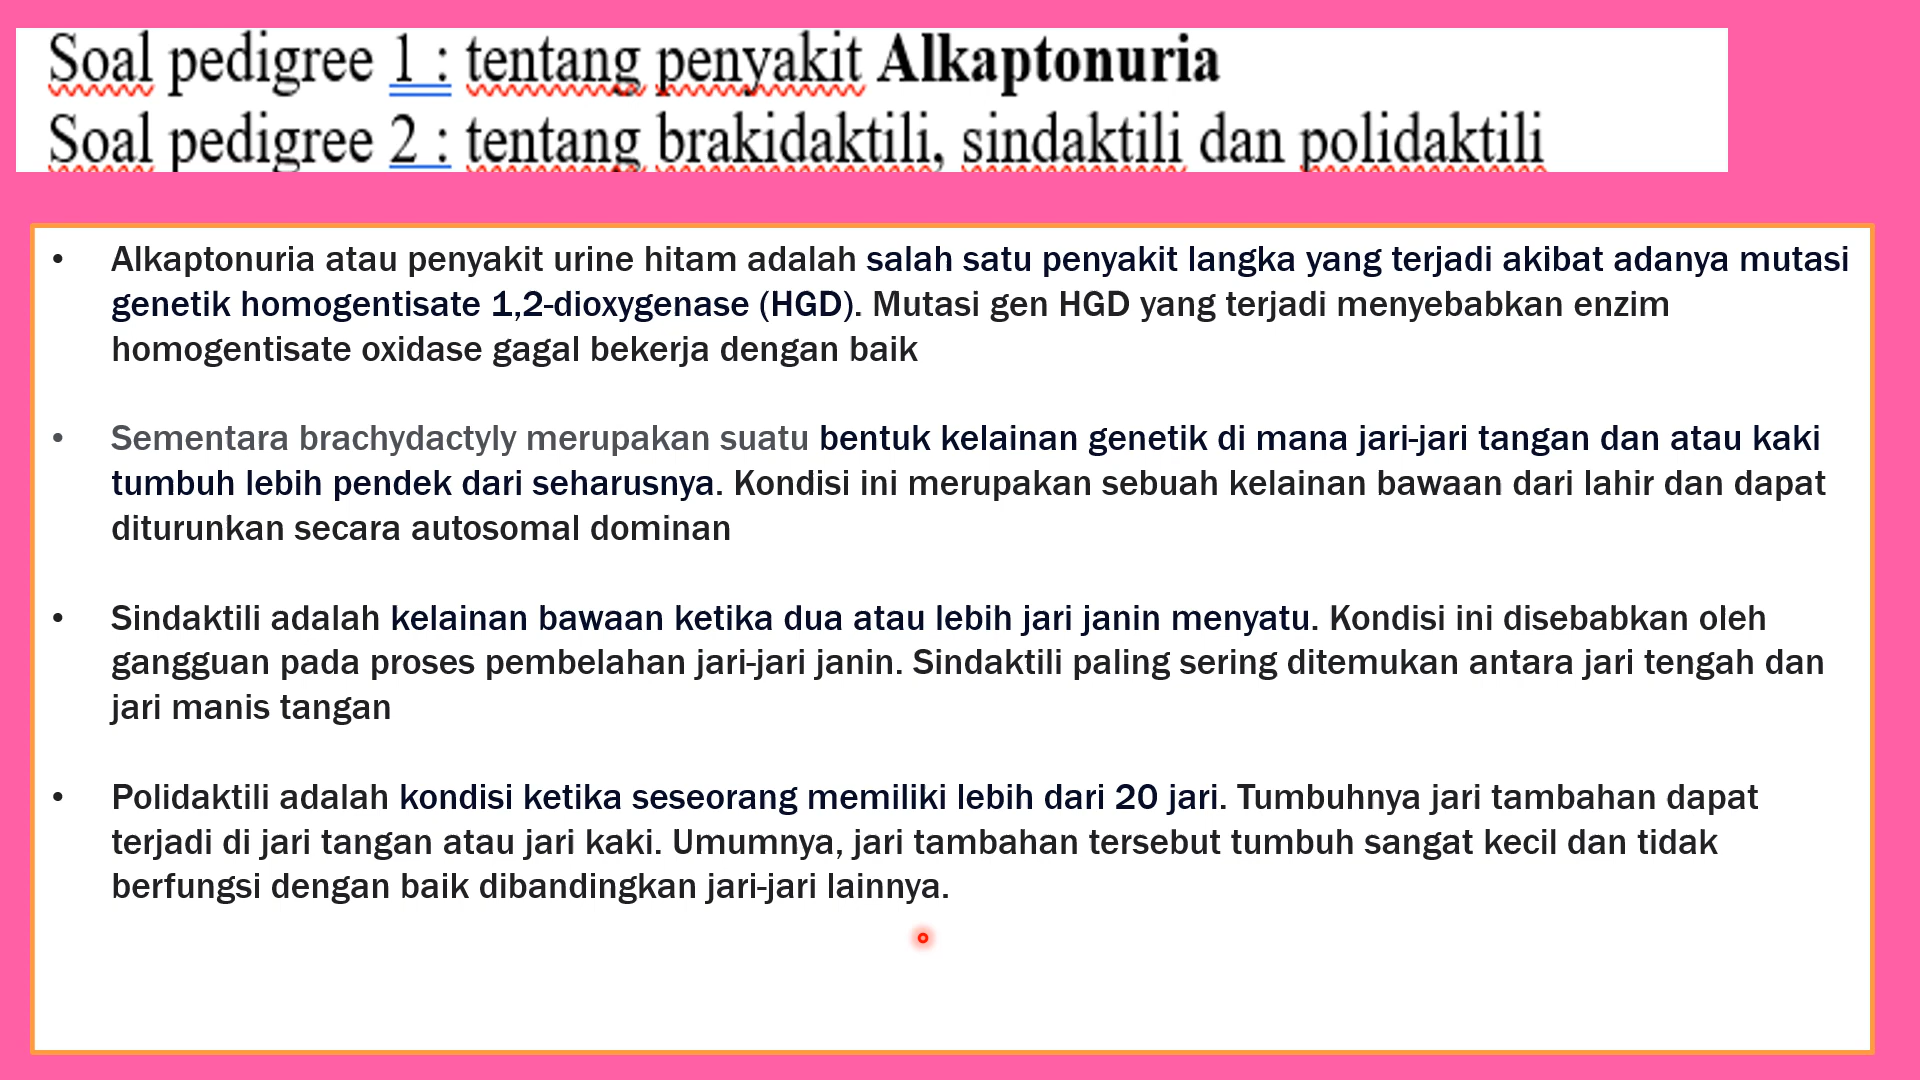 Soal pedigree 1 : tentang penyakit Alkaptonuria
Soal pedigree 2 : tentang brakidaktili, sindaktili dan polidaktili
• Alkaptonuria atau penyakit urine hitam adalah salah satu penyakit langka yang terjadi akibat adanya mutasi
genetik homogentisate 1,2-dioxygenase (HGD). Mutasi gen HGD yang terjadi menyebabkan enzim
homogentisate oxidase gagal bekerja dengan baik
• Sementara brachydactyly merupakan suatu bentuk kelainan genetik di mana jari-jari tangan dan atau kaki
tumbuh lebih pendek dari seharusnya. Kondisi ini merupakan sebuah kelainan bawaan dari lahir dan dapat
diturunkan secara autosomal dominan
• Sindaktili adalah kelainan bawaan ketika dua atau lebih jari janin menyatu. Kondisi ini disebabkan oleh
gangguan pada proses pembelahan jari-jari janin. Sindaktili paling sering ditemukan antara jari tengah dan
jari manis tangan
• Polidaktili adalah kondisi ketika seseorang memiliki lebih dari 20 jari. Tumbuhnya jari tambahan dapat
terjadi di jari tangan atau jari kaki. Umumnya, jari tambahan tersebut tumbuh sangat kecil dan tidak
berfungsi dengan baik dibandingkan jari-jari lainnya.